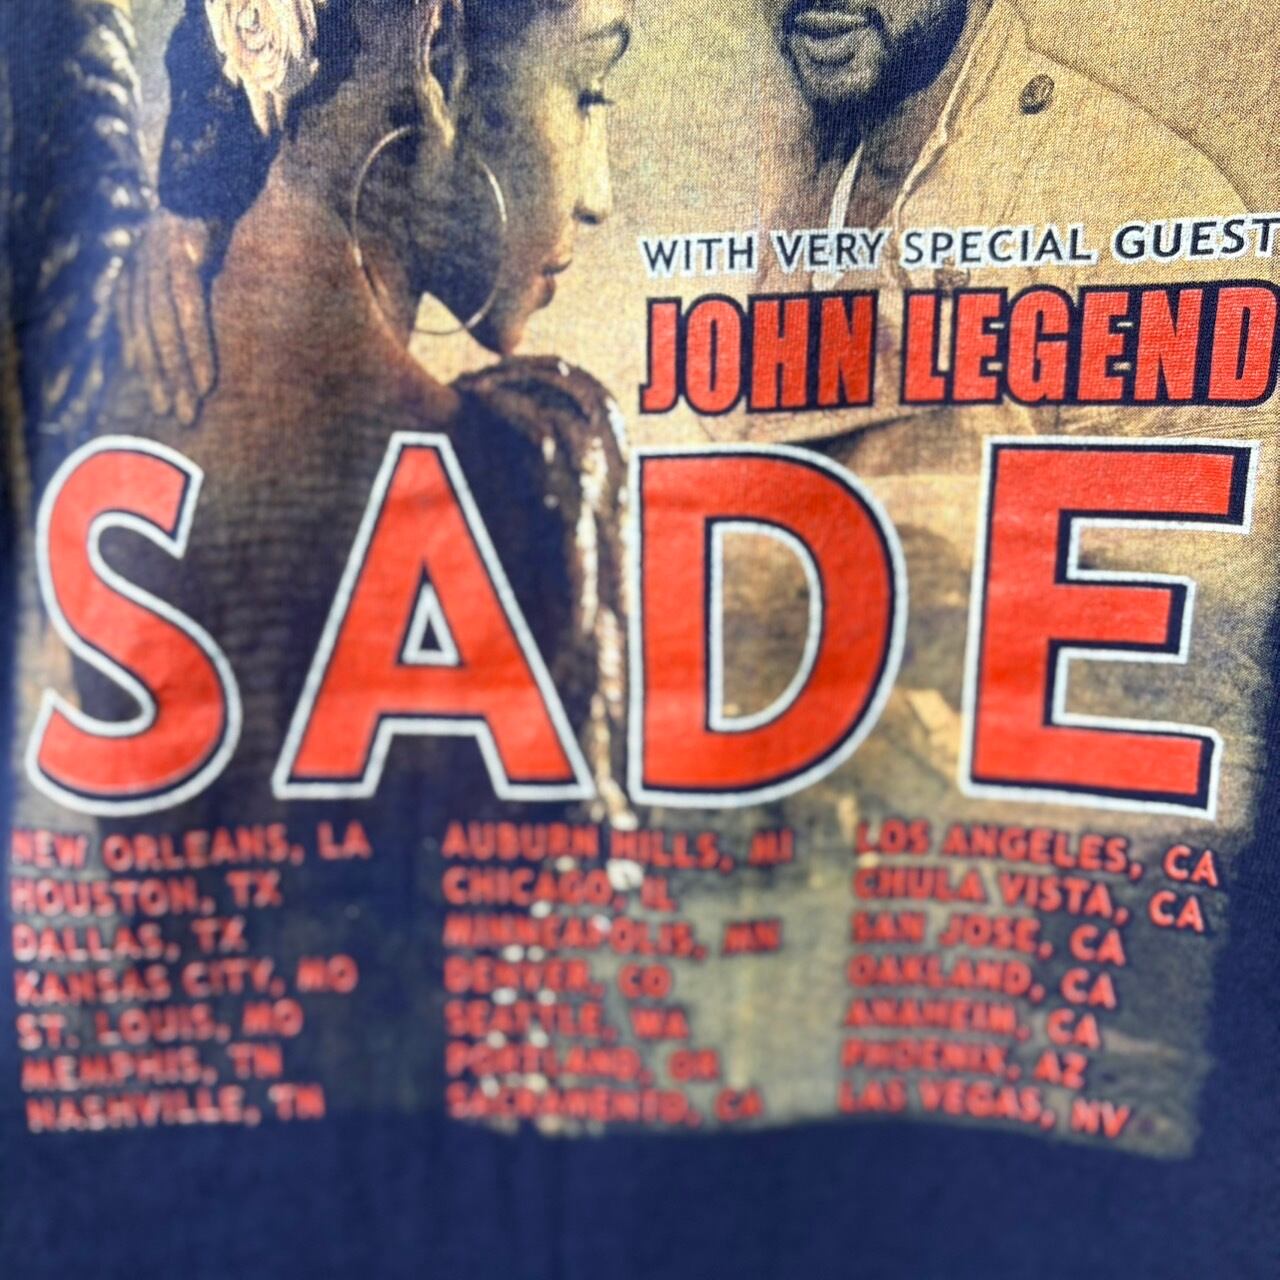 WITH VERY SPECIAL GUEST
JOHN LEGEND
SADE
NEW ORLEANS, LA
HOUSTON, TX
DALLAS, TX
KANSAS CITY, MO
ST. LOUIS, MO
MEMPHIS, TN
NASHVILLE, TN
AUBURN HILLS, MI
CHICAGO, IL
MINNEAPOLIS, MN
DENVER, CO
SEATTLE, WA
PORTLAND, OR
SACRAMENTO, CA
LOS ANGELES, CA
CHULA VISTA, CA
SAN JOSE, CA
OAKLAND, CA
ANAHEIM, CA
PHOENIX, AZ
LAS VEGAS, NV